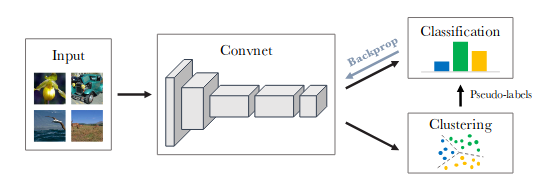 Input
Convnet
Backprop
Classification
Pseudo-labels
Clustering